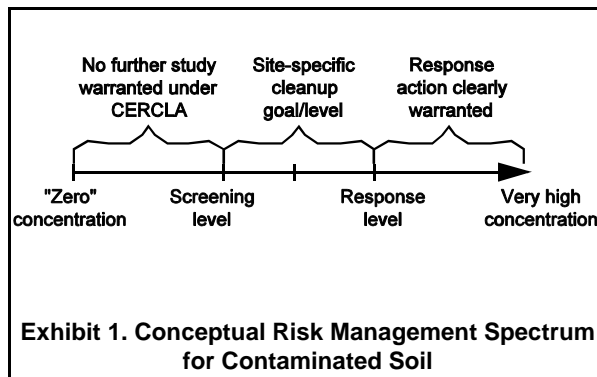 No further study
warranted under
CERCLA
Site-specific
cleanup
goal/level
Response
action clearly
warranted
"Zero"
concentration
Screening
level
Response
level
Very high
concentration
Exhibit 1. Conceptual Risk Management Spectrum
for Contaminated Soil